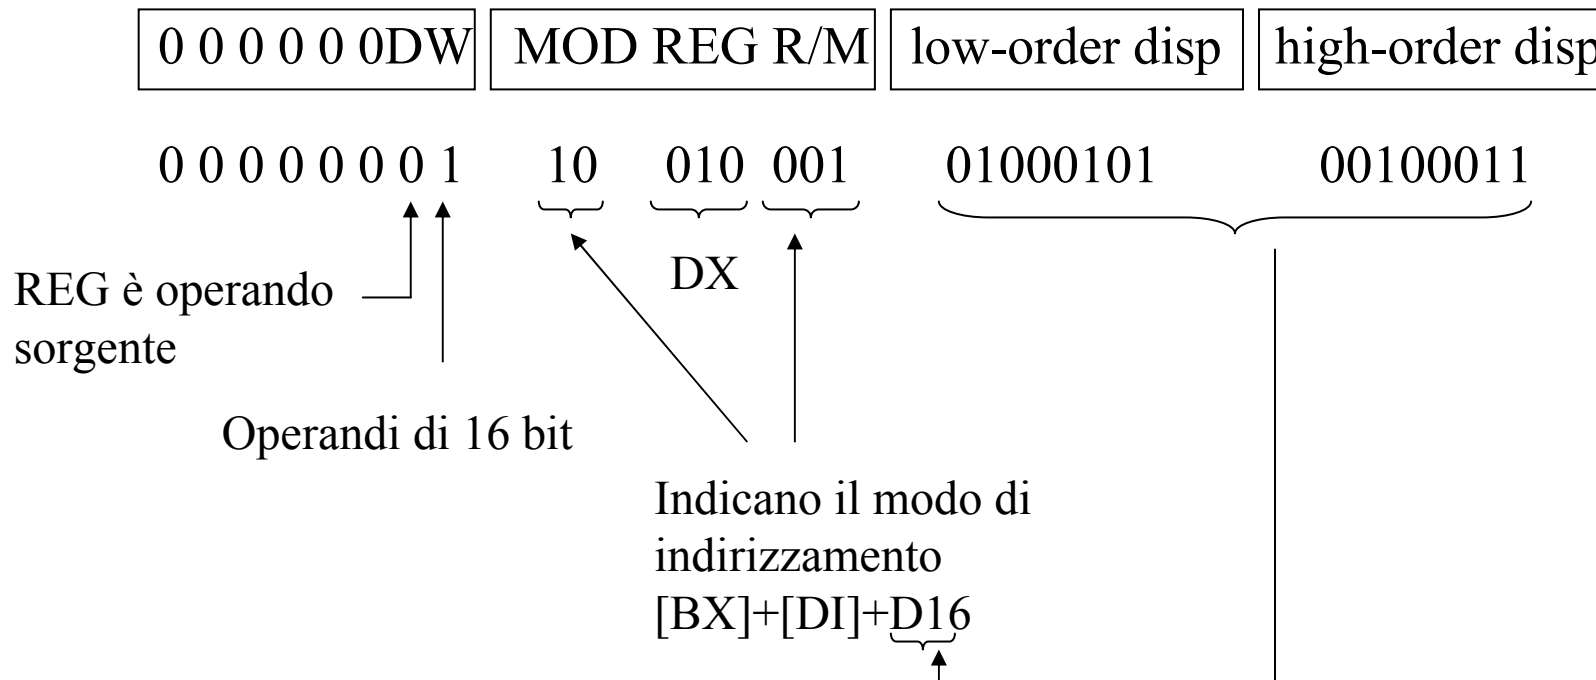 0 0 0 0 0 0DW MOD REG R/M low-order disp high-order disp
0 0 0 0 0 0 0 1 10 010 001 01000101 00100011
DX
REG è operando
sorgente
Operandi di 16 bit
Indicano il modo di
indirizzamento
[BX]+[DI]+D16